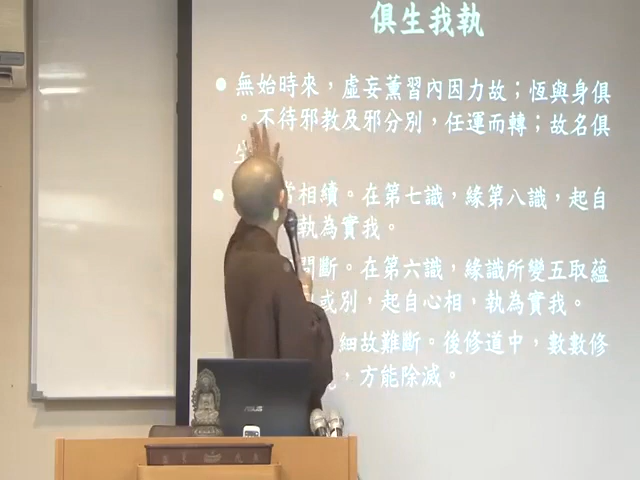 俱生我執
無始時來，虛妄薰習內因力故；恆與身俱
。不待邪教及邪分別，任運而轉；故名俱
相續。在第七識，緣第八識，起自
執為實我。
間斷。在第六識，緣識所變五取蘊
或別，起自心相，執為實我。
細故難斷。後修道中，數數修
，方能除滅。
ASUS